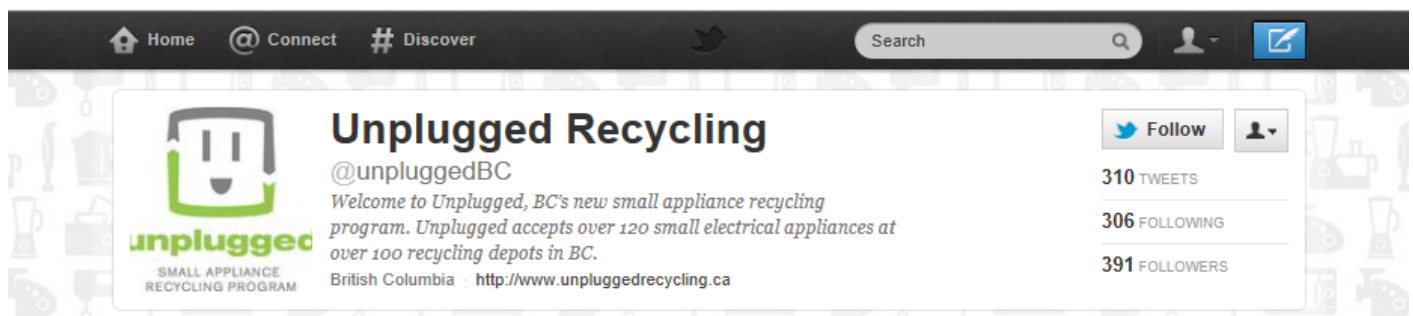 Home @ Connect # Discover Search
Unplugged Recycling
@unpluggedBC
Welcome to Unplugged, BC's new small appliance recycling
program. Unplugged accepts over 120 small electrical appliances at
over 100 recycling depots in BC.
British Columbia · http://www.unpluggedrecycling.ca
unplugged
SMALL APPLIANCE
RECYCLING PROGRAM
Follow
310 TWEETS
306 FOLLOWING
391 FOLLOWERS